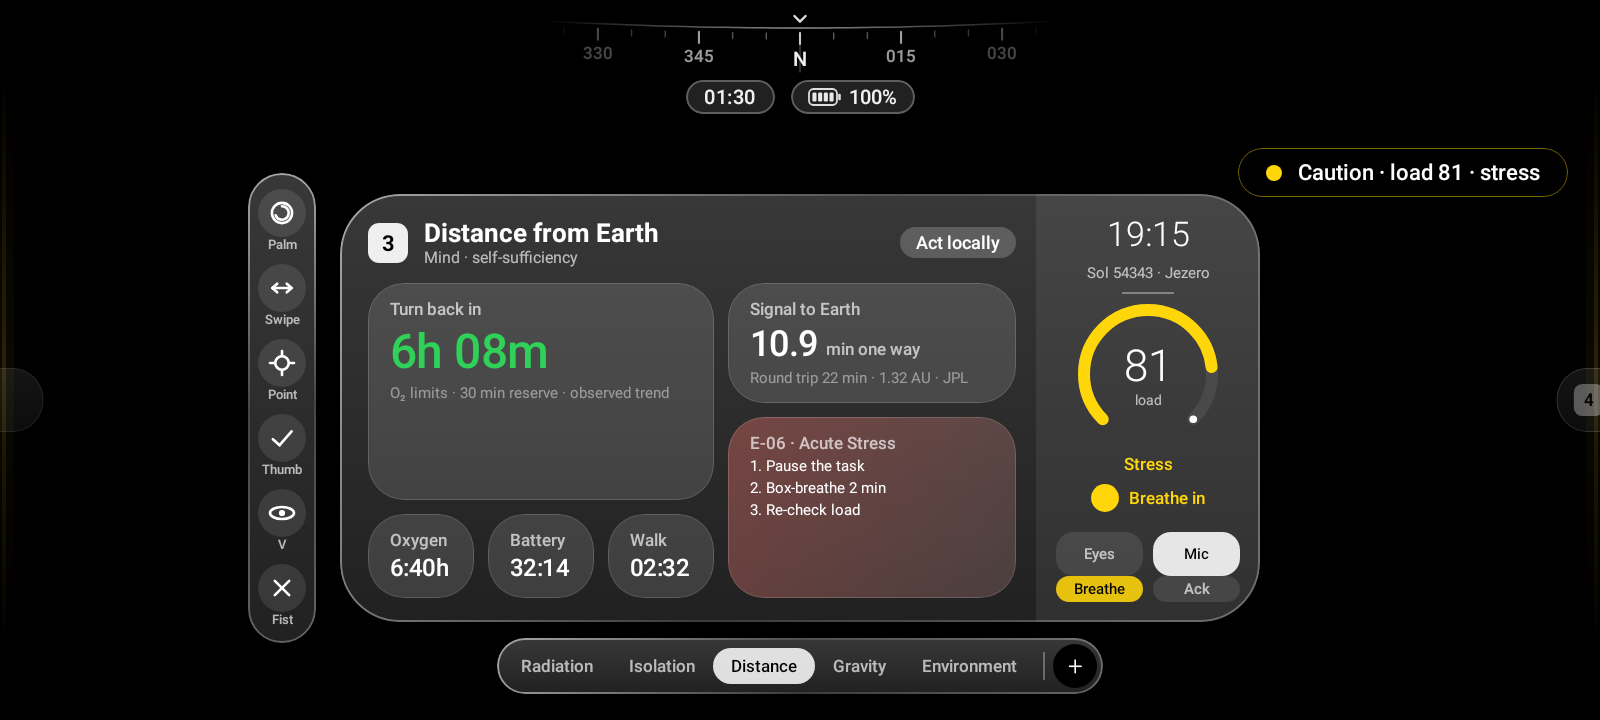 330 345 N 015 030
01:30 100%
Caution · load 81 · stress
Palm
Swipe
Point
Thumb
V
Fist
3 Distance from Earth
Mind · self-sufficiency
Act locally
Turn back in
6h 08m
O₂ limits · 30 min reserve · observed trend
Signal to Earth
10.9 min one way
Round trip 22 min · 1.32 AU · JPL
E-06 · Acute Stress
1. Pause the task
2. Box-breathe 2 min
3. Re-check load
Oxygen
6:40h
Battery
32:14
Walk
02:32
19:15
Sol 54343 · Jezero
81
load
Stress
Breathe in
Eyes Mic
Breathe Ack
4
Radiation Isolation Distance Gravity Environment +